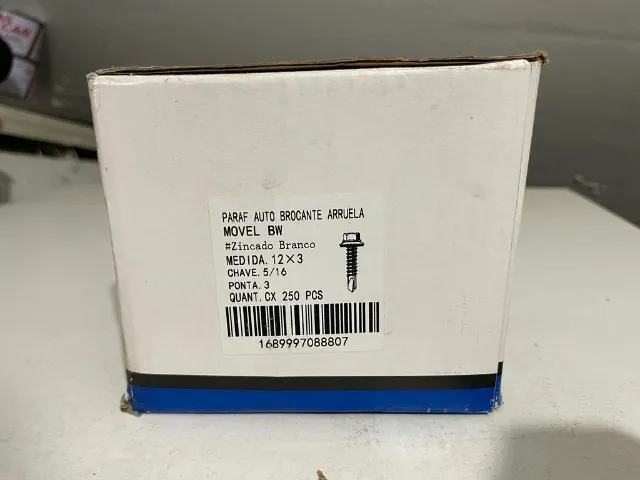 PARAF AUTO BROCANTE ARRUELA
MOVEL BW
#Zincado Branco
MEDIDA.12×3
CHAVE.5/16
PONTA.3
QUANT.CX 250 PCS
1689997088807